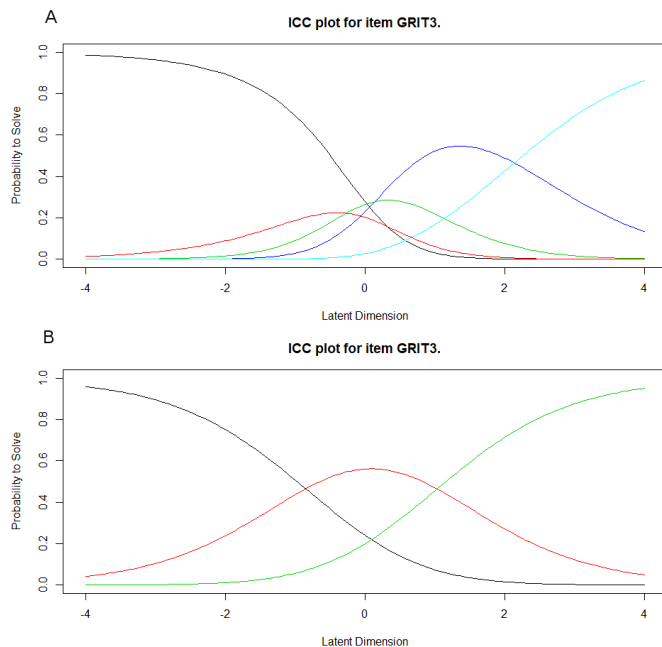 A
ICC plot for item GRIT3.
Probability to Solve
0.0 0.2 0.4 0.6 0.8 1.0
-4 -2 0 2 4
Latent Dimension
B
ICC plot for item GRIT3.
Probability to Solve
0.0 0.2 0.4 0.6 0.8 1.0
-4 -2 0 2 4
Latent Dimension